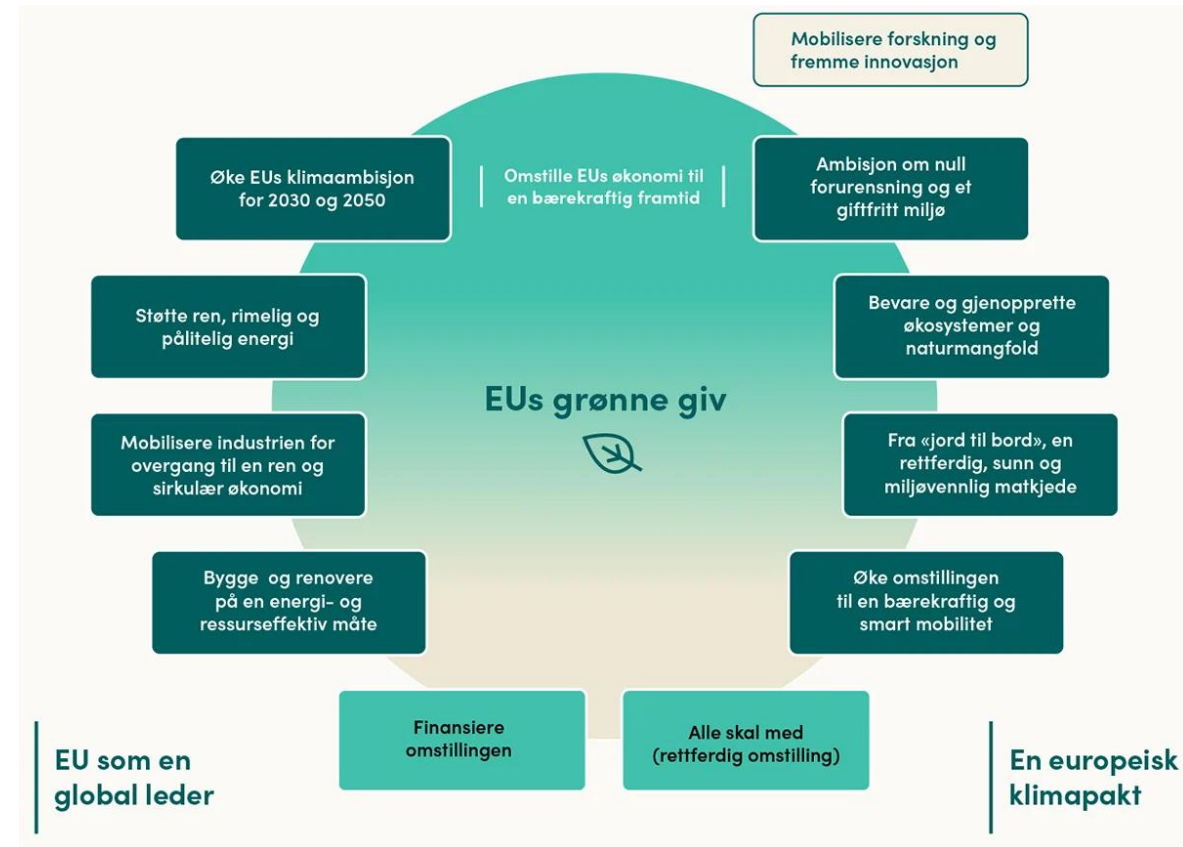 Mobilisere forskning og
fremme innovasjon
Øke EUs klimaambisjon
for 2030 og 2050
Omstille EUs økonomi til
en bærekraftig framtid
Ambisjon om null
forurensning og et
giftfritt miljø
Støtte ren, rimelig og
pålitelig energi
Bevare og gjenopprette
økosystemer og
naturmangfold
EUs grønne giv
Mobilisere industrien for
overgang til en ren og
sirkulær økonomi
Fra «jord til bord», en
rettferdig, sunn og
miljøvennlig matkjede
Bygge og renovere
på en energi- og
ressurseffektiv måte
Øke omstillingen
til en bærekraftig og
smart mobilitet
Finansiere
omstillingen
Alle skal med
(rettferdig omstilling)
EU som en
global leder
En europeisk
klimapakt